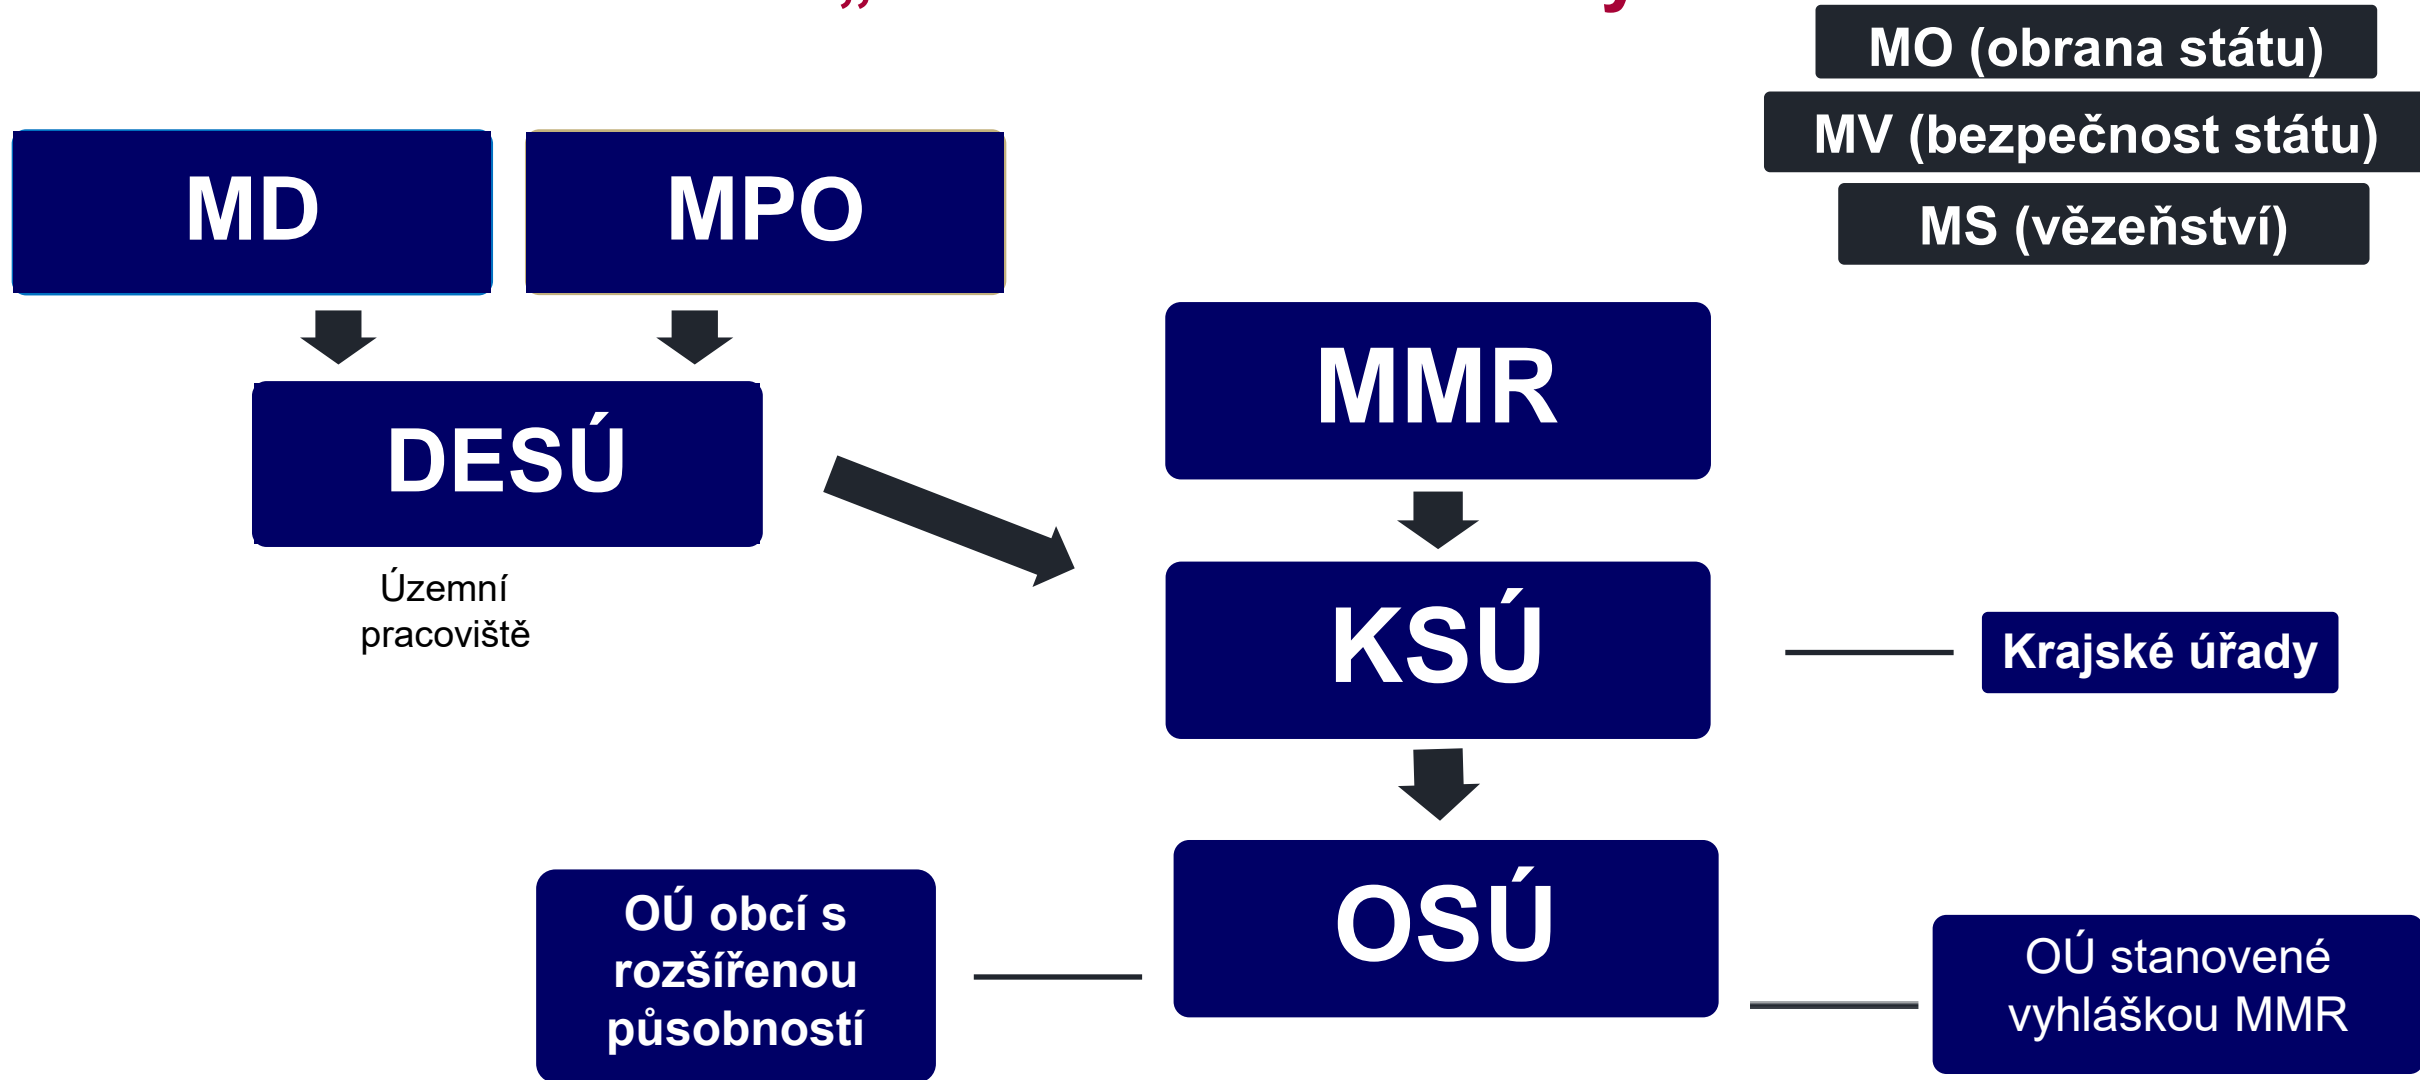 MO (obrana státu)
MV (bezpečnost státu)
MS (vězeňství)
MD
MPO
MMR
DESÚ
Územní
pracoviště
KSÚ
Krajské úřady
OSÚ
OÚ obcí s
rozšířenou
působností
OÚ stanovené
vyhláškou MMR